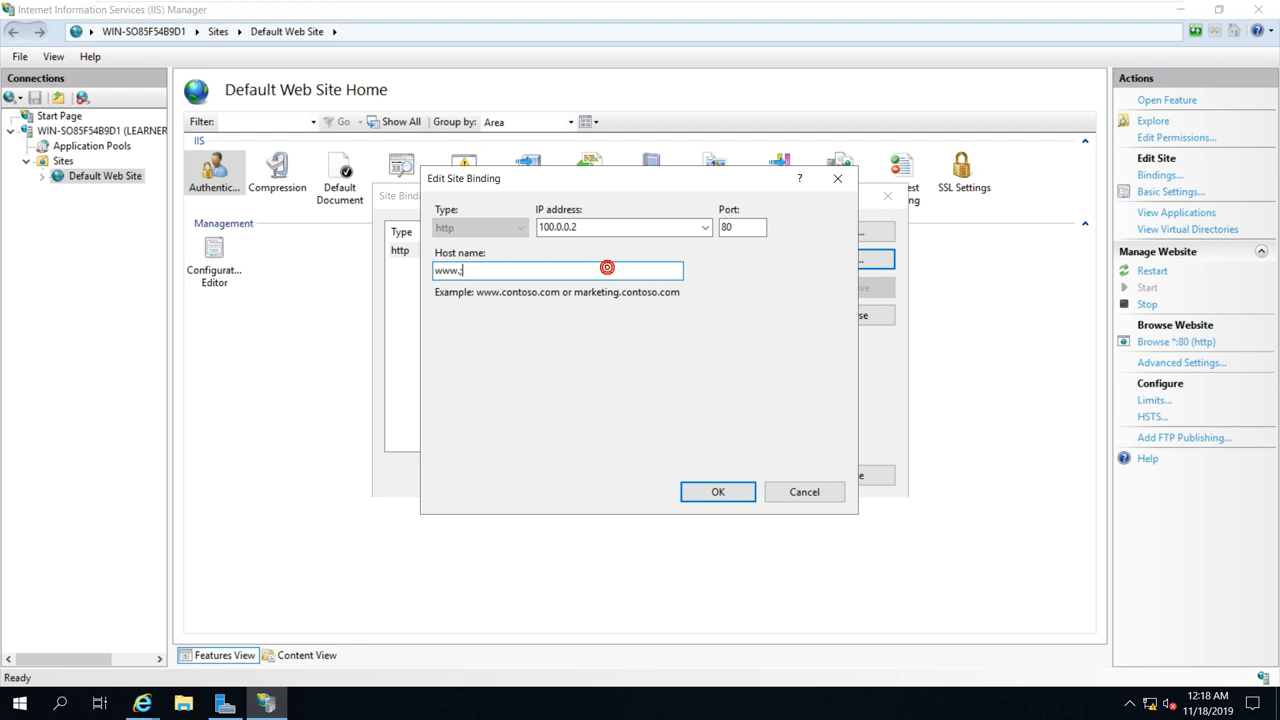 Internet Information Services (IIS) Manager
WIN-SO85F54B9D1 Sites Default Web Site
File View Help
Connections
Start Page
WIN-SO85F54B9D1 (LEARNER
Application Pools
Sites
Default Web Site
Default Web Site Home
Filter: Go Show All Group by: Area
IIS
Authentic...
Compression
Default
Document
SSL Settings
Management
Configurat...
Editor
Site Bind
Type
http
Edit Site Binding
?
Type: IP address: Port:
http 100.0.0.2 80
Host name:
www.;
Example: www.contoso.com or marketing.contoso.com
OK Cancel
Features View Content View
Actions
Open Feature
Explore
Edit Permissions...
Edit Site
Bindings...
Basic Settings...
View Applications
View Virtual Directories
Manage Website
Restart
Start
Stop
Browse Website
Browse *:80 (http)
Advanced Settings...
Configure
Limits...
HSTS...
Add FTP Publishing...
Help
Ready
12:18 AM
11/18/2019